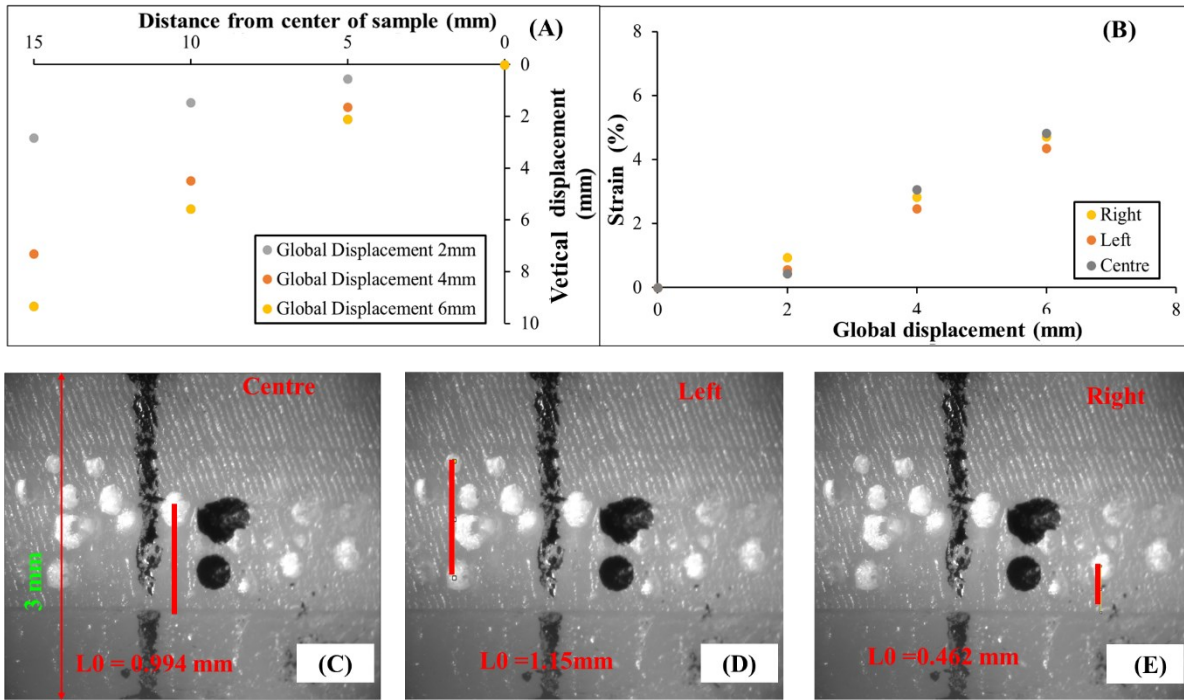 Distance from center of sample (mm)
(A)
15
10
5
0
0
2
4
6
8
10
Vetical displacement
(mm)
Global Displacement 2mm
Global Displacement 4mm
Global Displacement 6mm
(B)
8
6
4
2
0
Strain (%)
Right
Left
Centre
0
2
4
6
8
Global displacement (mm)
Centre
3 mm
L0 = 0.994 mm
(C)
Left
L0 =1.15mm
(D)
Right
L0 =0.462 mm
(E)